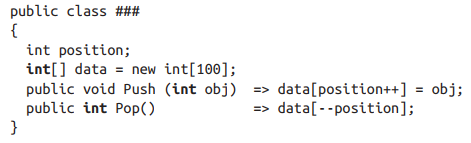 public class ###
{
int position;
int[] data = new int[100];
public void Push (int obj) => data[position++] = obj;
public int Pop() => data[--position];
}